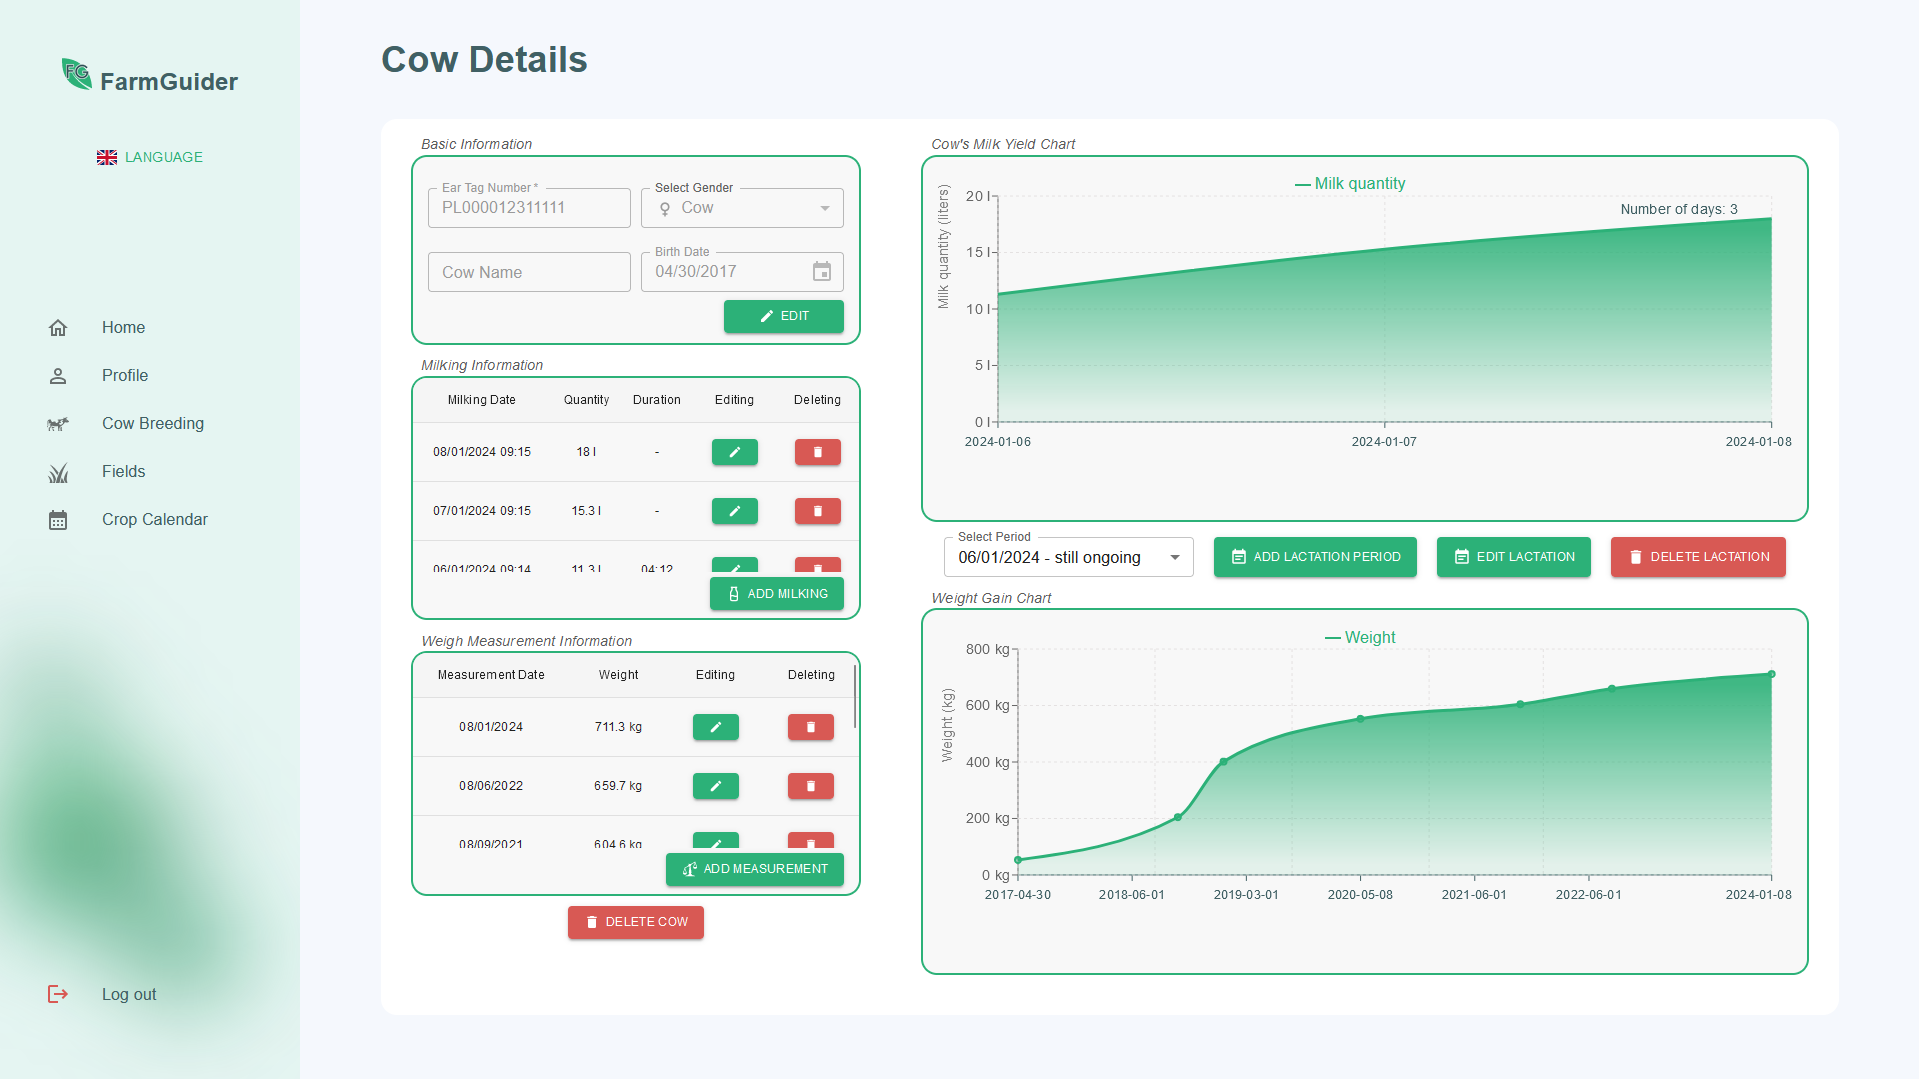 FG FarmGuider
LANGUAGE
Home
Profile
Cow Breeding
Fields
Crop Calendar
Log out
Cow Details
Basic Information
Ear Tag Number *
PL000012311111
Select Gender
Cow
Cow Name
Birth Date
04/30/2017
EDIT
Milking Information
Milking Date Quantity Duration Editing Deleting
08/01/2024 09:15 18 l -
07/01/2024 09:15 15.3 l -
06/01/2024 09:14 11.3 l 04:12
ADD MILKING
Weigh Measurement Information
Measurement Date Weight Editing Deleting
08/01/2024 711.3 kg
08/06/2022 659.7 kg
08/09/2021 604.6 kg
ADD MEASUREMENT
DELETE COW
Cow's Milk Yield Chart
Milk quantity
Number of days: 3
Milk quantity (liters)
20 l
15 l
10 l
5 l
0 l
2024-01-06 2024-01-07 2024-01-08
Select Period
06/01/2024 - still ongoing
ADD LACTATION PERIOD
EDIT LACTATION
DELETE LACTATION
Weight Gain Chart
Weight
Weight (kg)
800 kg
600 kg
400 kg
200 kg
0 kg
2017-04-30 2018-06-01 2019-03-01 2020-05-08 2021-06-01 2022-06-01 2024-01-08